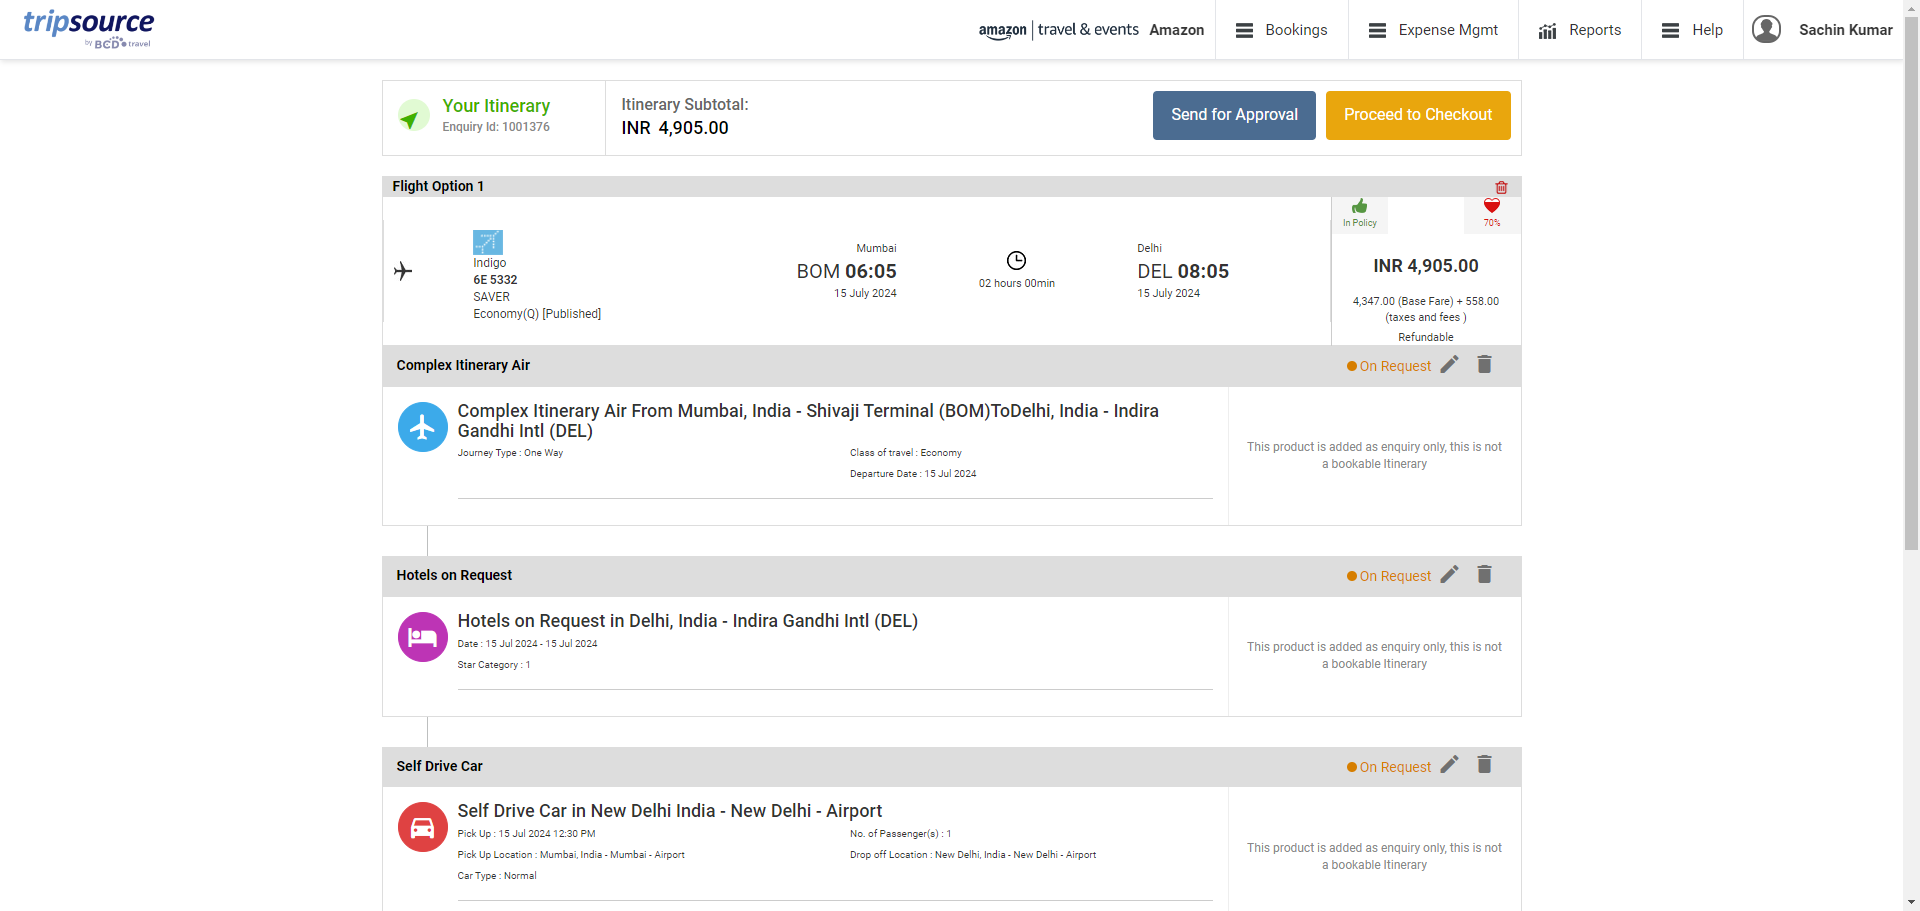 tripsource
by BCD travel
amazon | travel & events Amazon
Bookings
Expense Mgmt
Reports
Help
Sachin Kumar
Your Itinerary
Enquiry Id: 1001376
Itinerary Subtotal:
INR 4,905.00
Send for Approval
Proceed to Checkout
Flight Option 1
Indigo
6E 5332
SAVER
Economy(Q) [Published]
Mumbai
BOM 06:05
15 July 2024
02 hours 00min
Delhi
DEL 08:05
15 July 2024
In Policy
70%
INR 4,905.00
4,347.00 (Base Fare) + 558.00
(taxes and fees )
Refundable
Complex Itinerary Air
On Request
Complex Itinerary Air From Mumbai, India - Shivaji Terminal (BOM)ToDelhi, India - Indira
Gandhi Intl (DEL)
Journey Type : One Way
Class of travel : Economy
Departure Date : 15 Jul 2024
This product is added as enquiry only, this is not
a bookable Itinerary
Hotels on Request
On Request
Hotels on Request in Delhi, India - Indira Gandhi Intl (DEL)
Date : 15 Jul 2024 - 15 Jul 2024
Star Category : 1
This product is added as enquiry only, this is not
a bookable Itinerary
Self Drive Car
On Request
Self Drive Car in New Delhi India - New Delhi - Airport
Pick Up : 15 Jul 2024 12:30 PM
No. of Passenger(s) : 1
Pick Up Location : Mumbai, India - Mumbai - Airport
Drop off Location : New Delhi, India - New Delhi - Airport
Car Type : Normal
This product is added as enquiry only, this is not
a bookable Itinerary